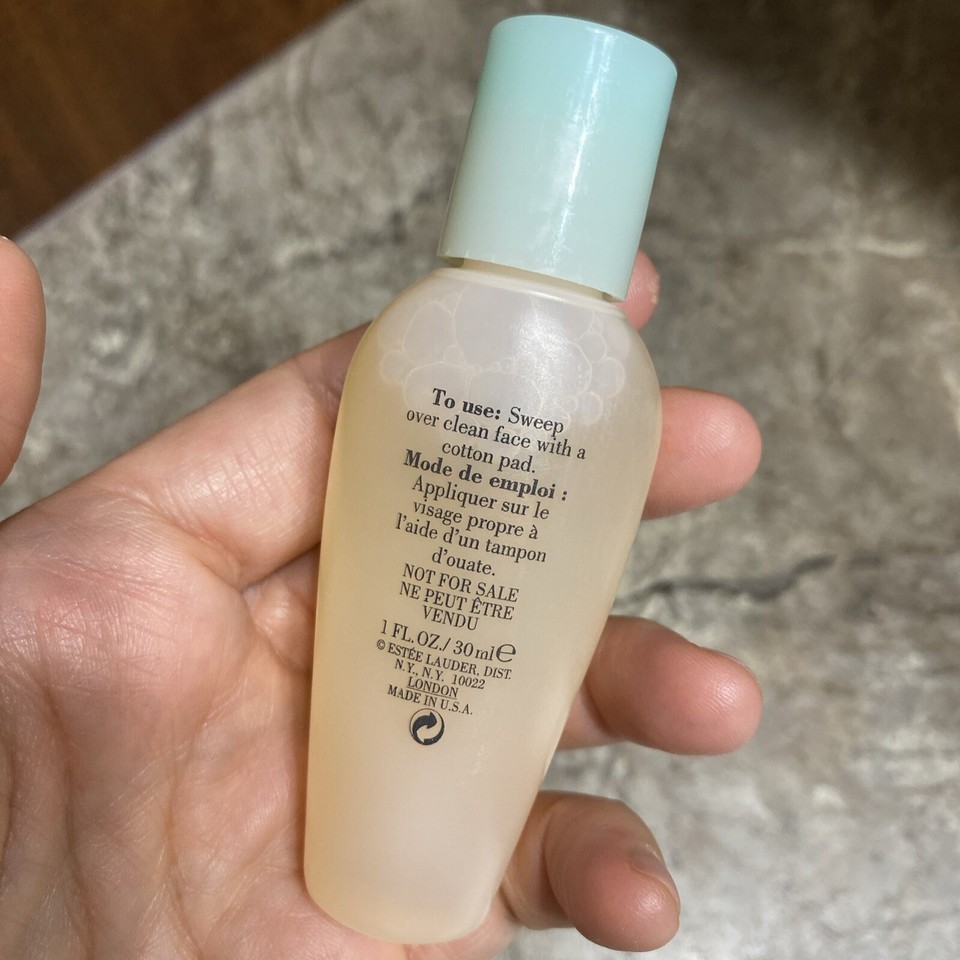 To use: Sweep
over clean face with a
cotton pad.
Mode de emploi :
Appliquer sur le
visage propre à
l'aide d'un tampon
d'ouate.
NOT FOR SALE
NE PEUT ÊTRE
VENDU
1 FL. OZ./ 30 ml ℮
© ESTÉE LAUDER, DIST.
N.Y., N.Y. 10022
LONDON
MADE IN U.S.A.